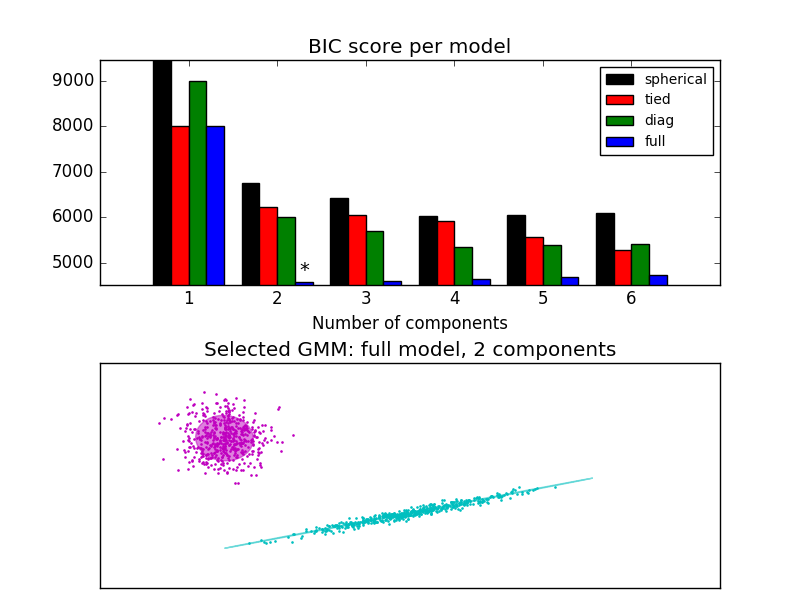 BIC score per model
9000
8000
7000
6000
5000
spherical
tied
diag
full
*
1 2 3 4 5 6
Number of components
Selected GMM: full model, 2 components